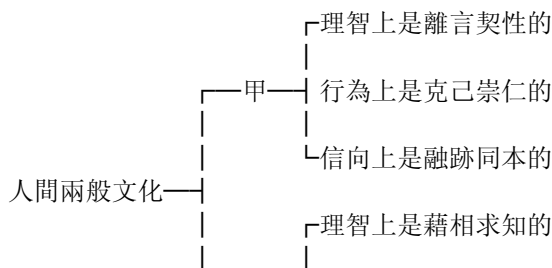 理智上是離言契性的
甲
行為上是克己崇仁的
信向上是融跡同本的
人間兩般文化
理智上是藉相求知的